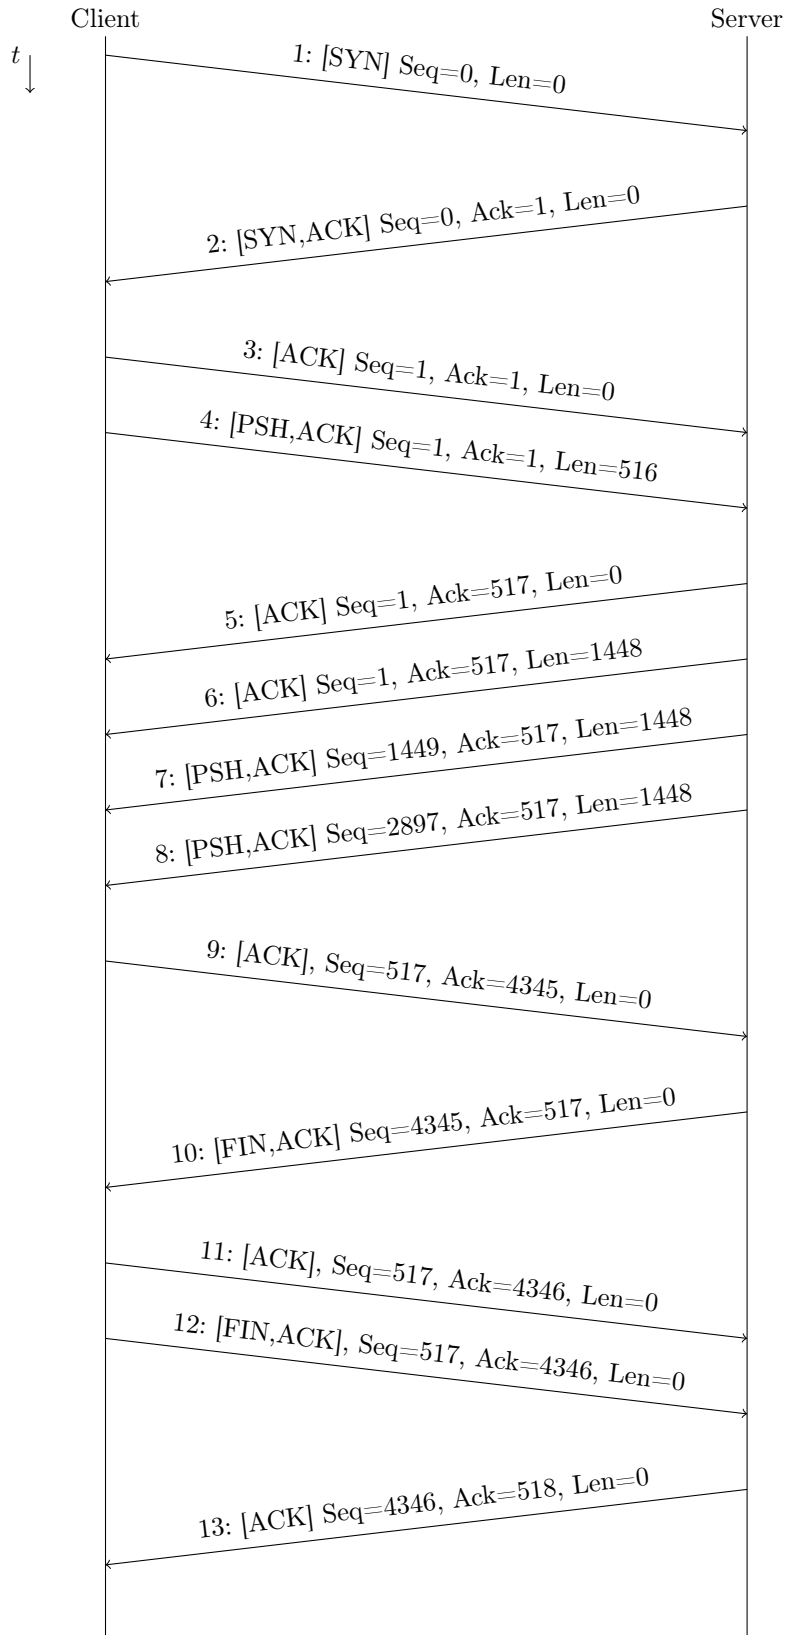 Client
Server
t
1: [SYN] Seq=0, Len=0
2: [SYN,ACK] Seq=0, Ack=1, Len=0
3: [ACK] Seq=1, Ack=1, Len=0
4: [PSH,ACK] Seq=1, Ack=1, Len=516
5: [ACK] Seq=1, Ack=517, Len=0
6: [ACK] Seq=1, Ack=517, Len=1448
7: [PSH,ACK] Seq=1449, Ack=517, Len=1448
8: [PSH,ACK] Seq=2897, Ack=517, Len=1448
9: [ACK], Seq=517, Ack=4345, Len=0
10: [FIN,ACK] Seq=4345, Ack=517, Len=0
11: [ACK], Seq=517, Ack=4346, Len=0
12: [FIN,ACK], Seq=517, Ack=4346, Len=0
13: [ACK] Seq=4346, Ack=518, Len=0